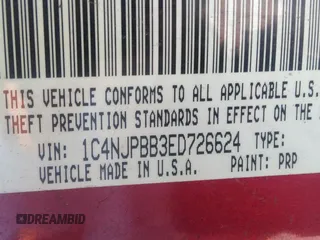 THIS VEHICLE CONFORMS TO ALL APPLICABLE U.S.
THEFT PREVENTION STANDARDS IN EFFECT ON THE
VIN: 1C4NJPBB3ED726624 TYPE:
VEHICLE MADE IN U.S.A. PAINT: PRP
DREAMBID